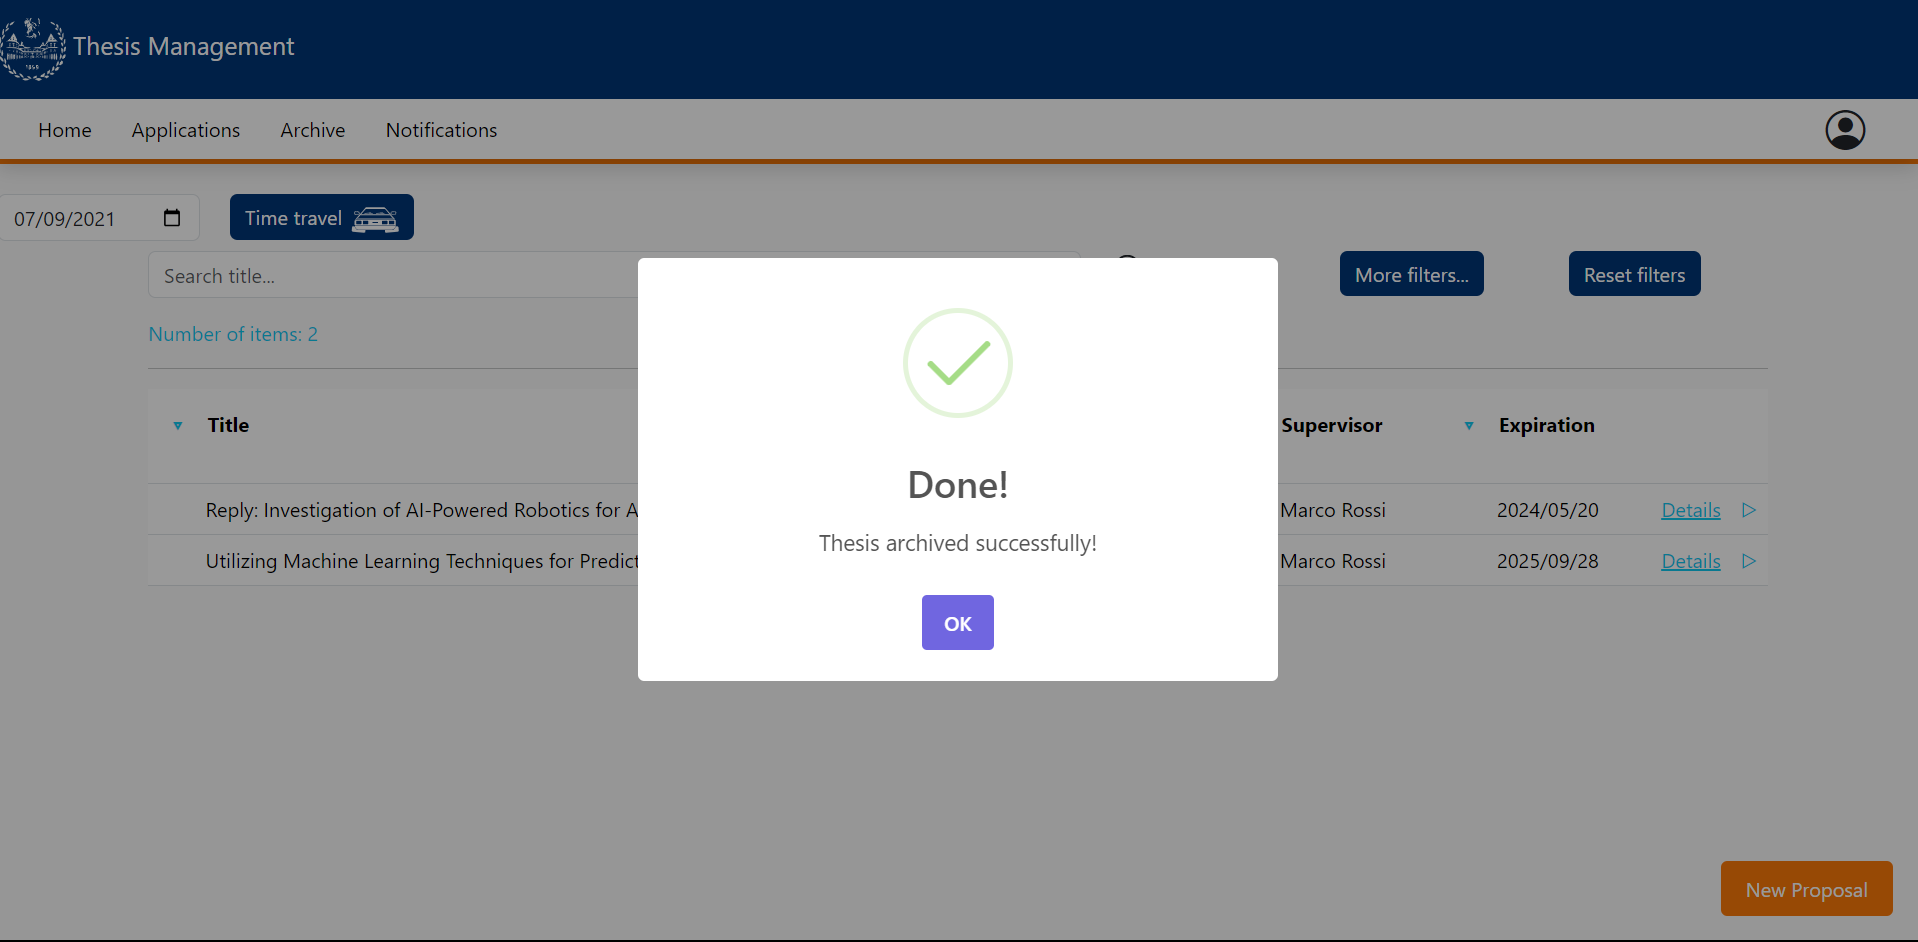 Thesis Management
1859
Home Applications Archive Notifications
07/09/2021 Time travel
Search title... More filters... Reset filters
Number of items: 2
Title Supervisor Expiration
Reply: Investigation of AI-Powered Robotics for A Marco Rossi 2024/05/20 Details
Utilizing Machine Learning Techniques for Predict Marco Rossi 2025/09/28 Details
Done!
Thesis archived successfully!
OK
New Proposal